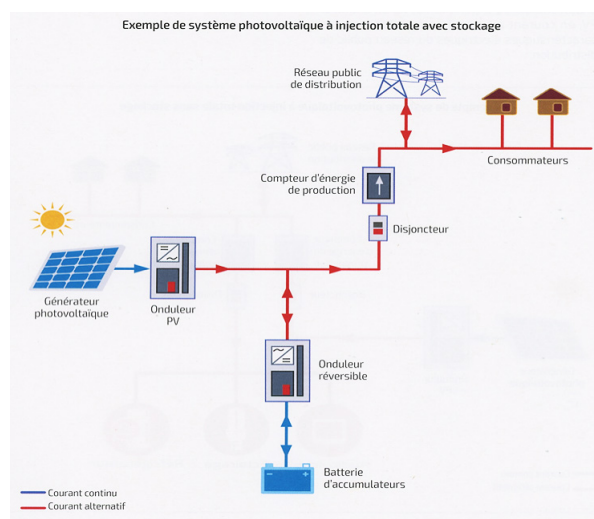 Exemple de système photovoltaïque à injection totale avec stockage
Réseau public
de distribution
Consommateurs
Compteur d'énergie
de production
Disjoncteur
Générateur
photovoltaïque
Onduleur
PV
Onduleur
réversible
Batterie
d'accumulateurs
Courant continu
Courant alternatif